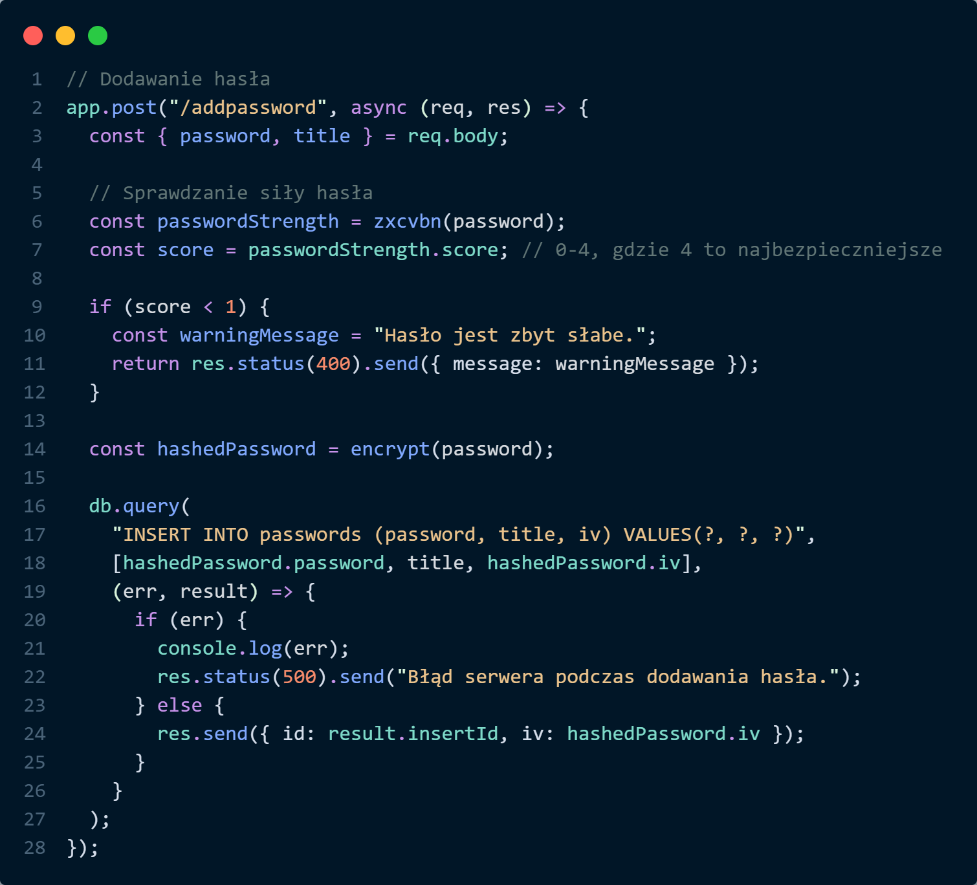 1 // Dodawanie hasła
2 app.post("/addpassword", async (req, res) => {
3   const { password, title } = req.body;
4
5   // Sprawdzanie siły hasła
6   const passwordStrength = zxcvbn(password);
7   const score = passwordStrength.score; // 0-4, gdzie 4 to najbezpieczniejsze
8
9   if (score < 1) {
10     const warningMessage = "Hasło jest zbyt słabe.";
11     return res.status(400).send({ message: warningMessage });
12   }
13
14   const hashedPassword = encrypt(password);
15
16   db.query(
17     "INSERT INTO passwords (password, title, iv) VALUES(?, ?, ?)",
18     [hashedPassword.password, title, hashedPassword.iv],
19     (err, result) => {
20       if (err) {
21         console.log(err);
22         res.status(500).send("Błąd serwera podczas dodawania hasła.");
23       } else {
24         res.send({ id: result.insertId, iv: hashedPassword.iv });
25       }
26     }
27   );
28 });